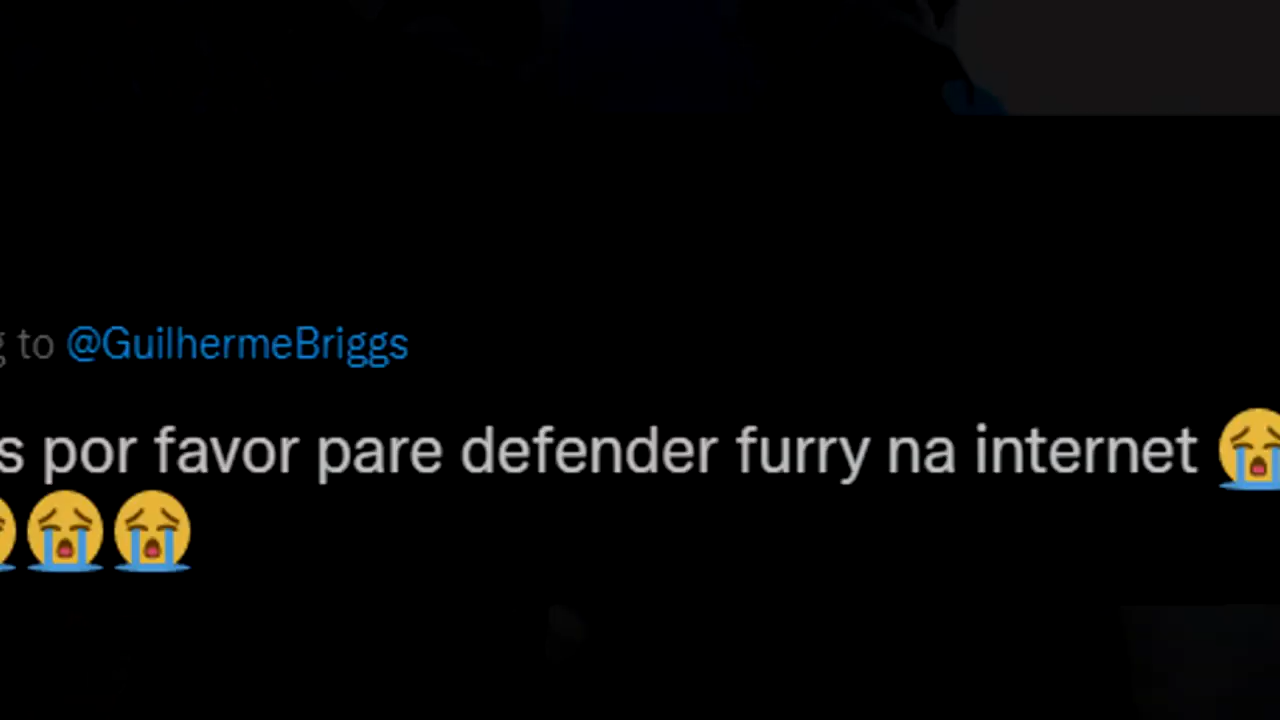 to @GuilhermeBriggs
por favor pare defender furry na internet 😭
😭😭